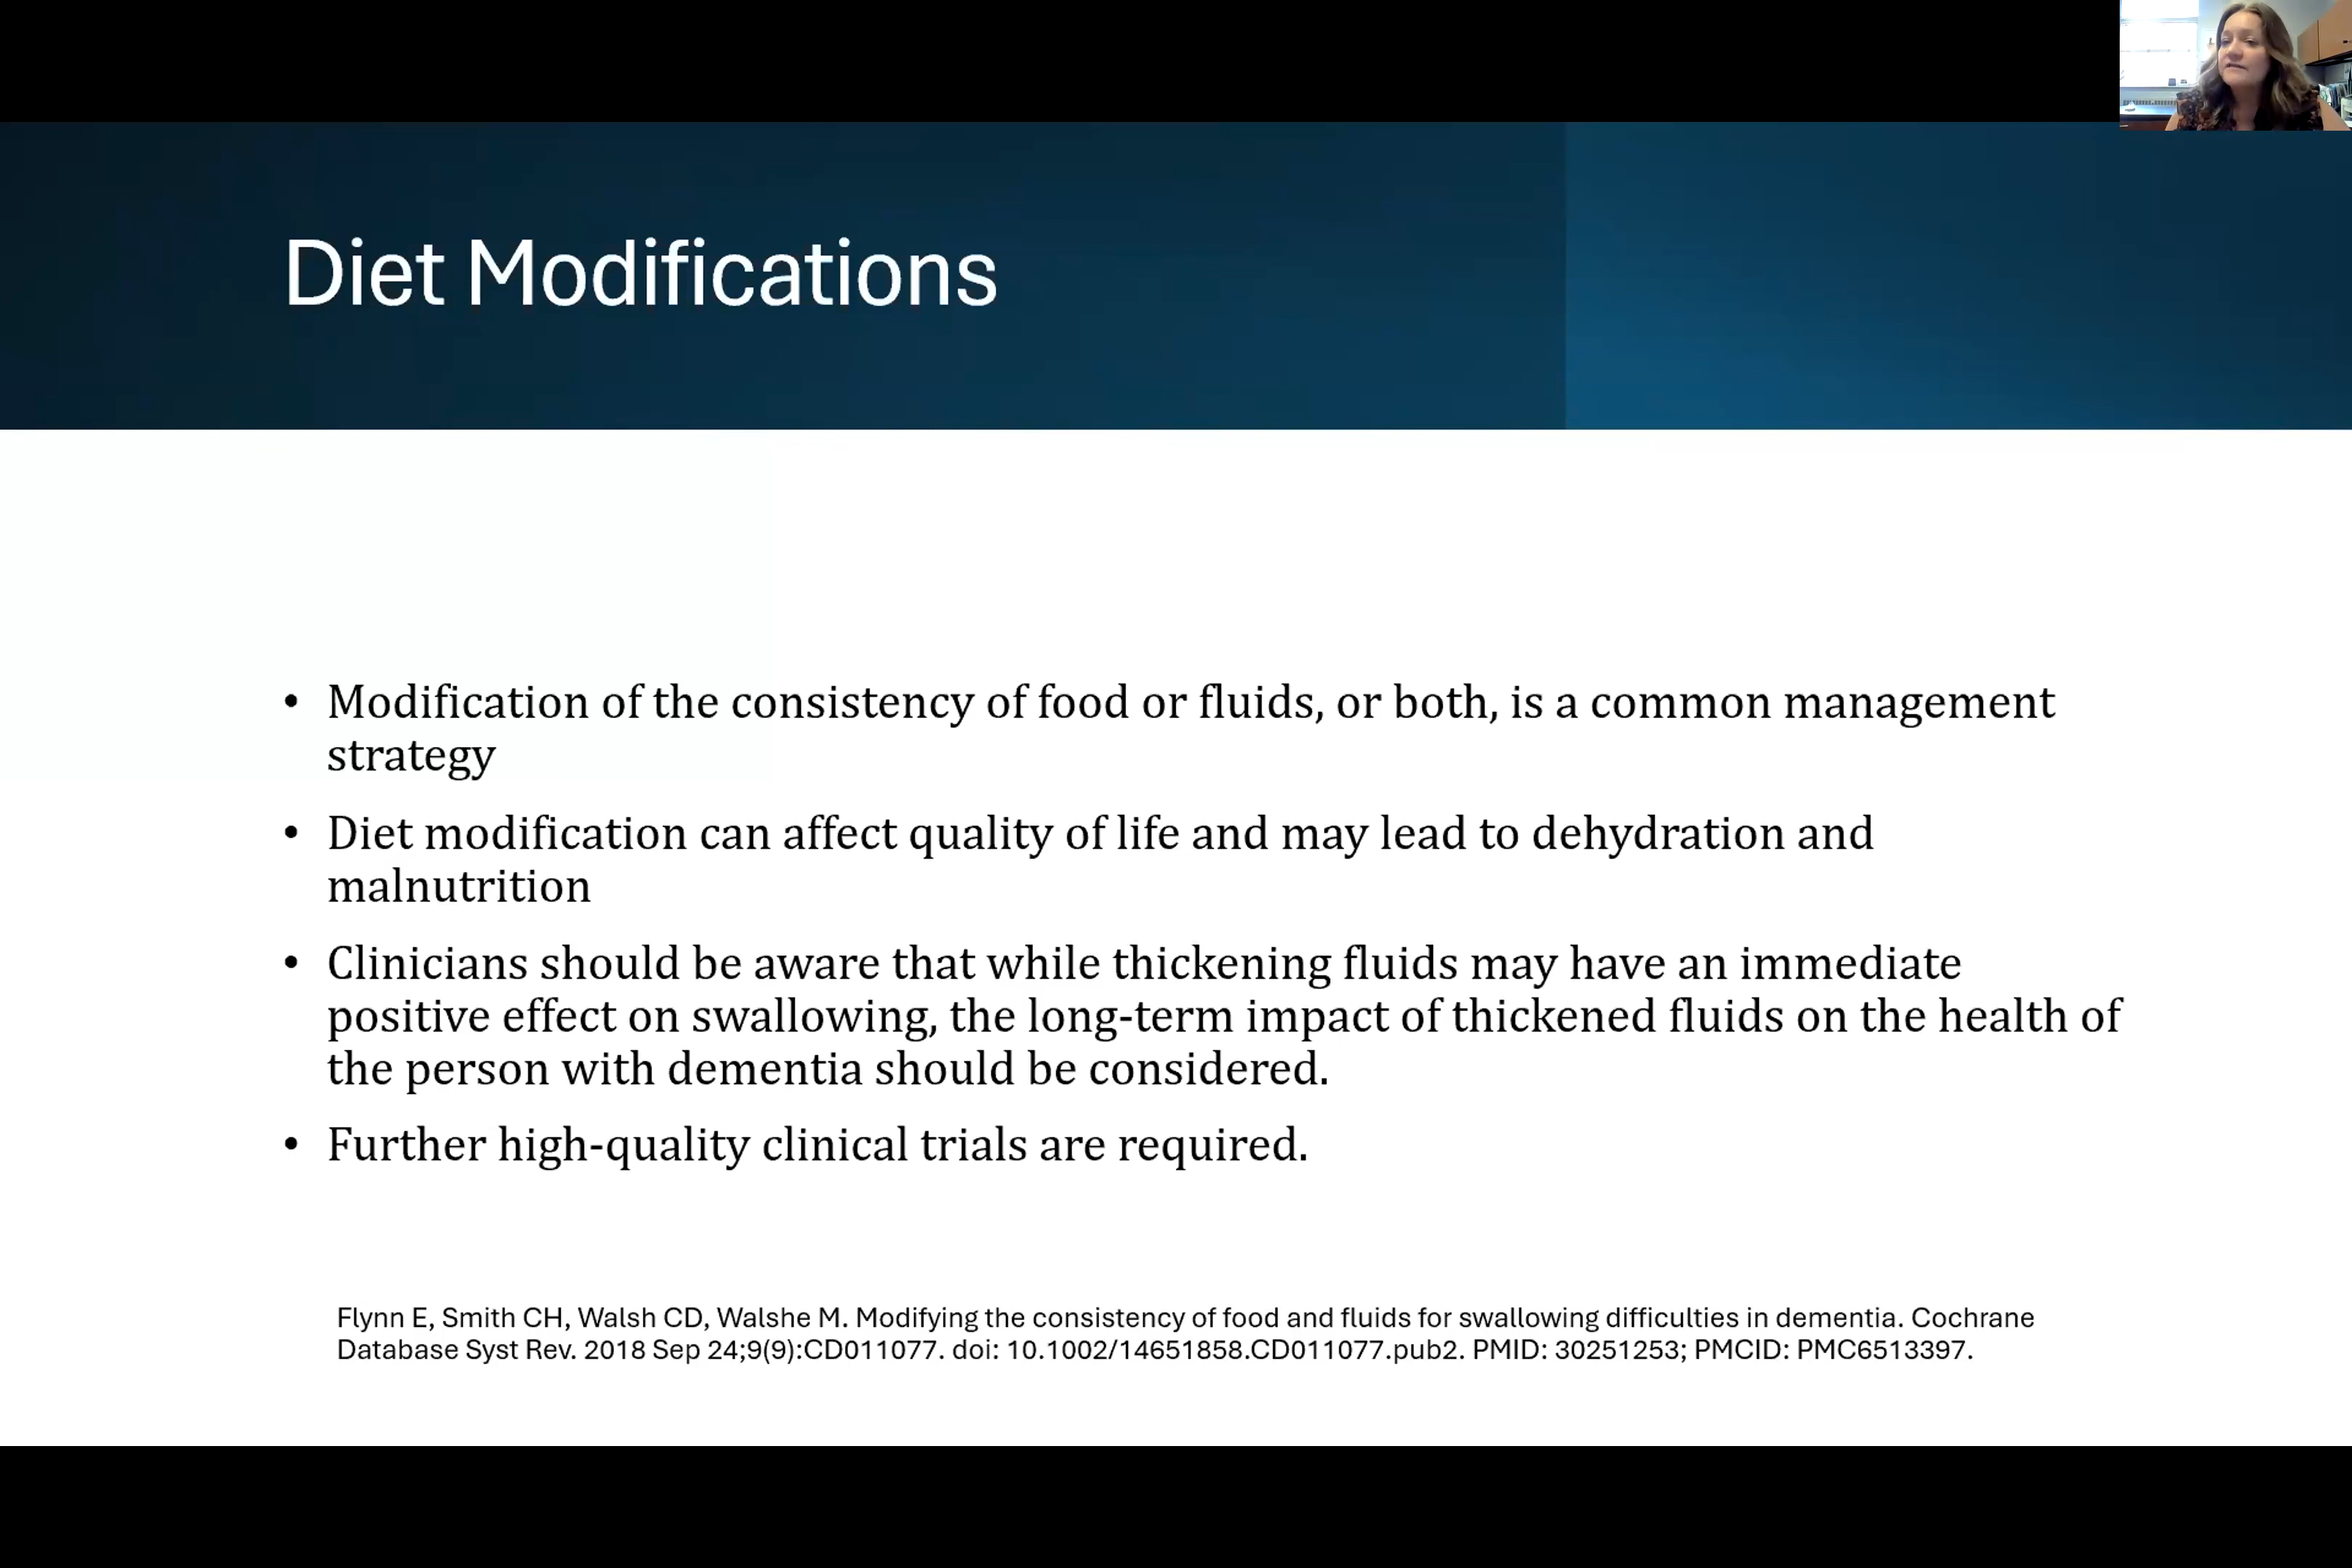 Diet Modifications
• Modification of the consistency of food or fluids, or both, is a common management
strategy
• Diet modification can affect quality of life and may lead to dehydration and
malnutrition
• Clinicians should be aware that while thickening fluids may have an immediate
positive effect on swallowing, the long-term impact of thickened fluids on the health of
the person with dementia should be considered.
• Further high-quality clinical trials are required.
Flynn E, Smith CH, Walsh CD, Walshe M. Modifying the consistency of food and fluids for swallowing difficulties in dementia. Cochrane
Database Syst Rev. 2018 Sep 24;9(9):CD011077. doi: 10.1002/14651858.CD011077.pub2. PMID: 30251253; PMCID: PMC6513397.